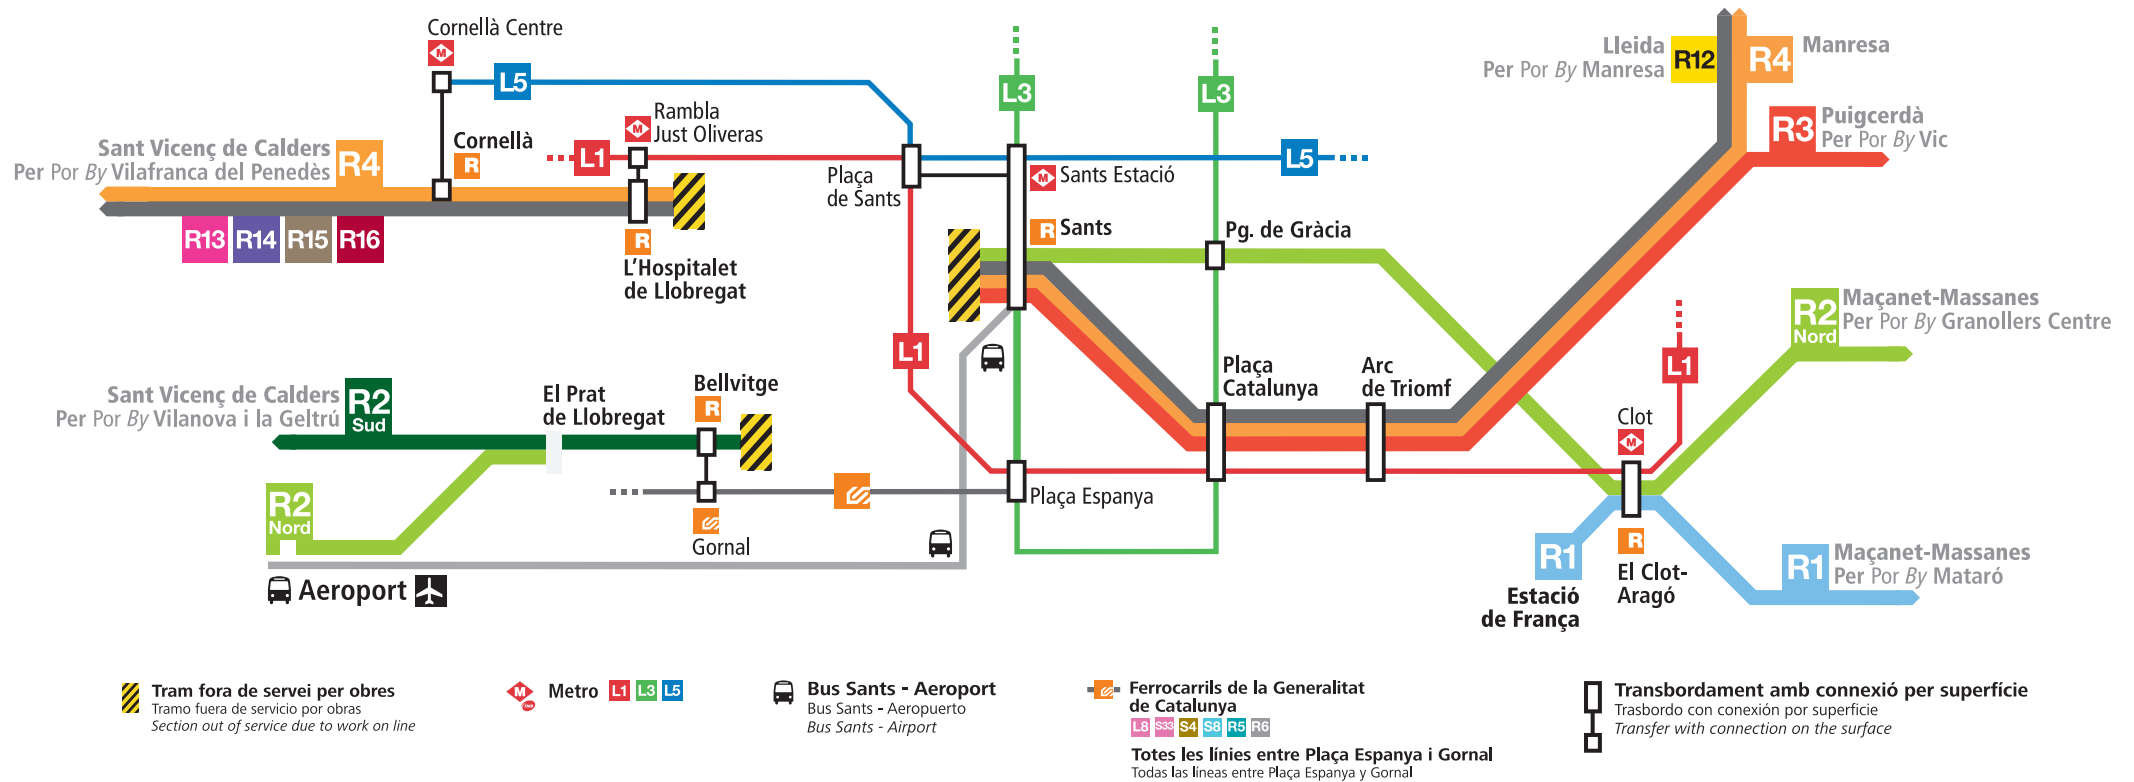 Cornellà Centre
M
L5
Cornellà
R
Rambla
Just Oliveras
M
L1
Sant Vicenç de Calders
Per Por By Vilafranca del Penedès
R4
R13
R14
R15
R16
R
L'Hospitalet
de Llobregat
Plaça
de Sants
L3
L3
L5
M
Sants Estació
R
Sants
Pg. de Gràcia
Lleida
Per Por By Manresa
R12
R4
Manresa
R3
Puigcerdà
Per Por By Vic
R2
Nord
Maçanet-Massanes
Per Por By Granollers Centre
L1
L1
Plaça
Catalunya
Arc
de Triomf
Clot
M
Sant Vicenç de Calders
Per Por By Vilanova i la Geltrú
R2
Sud
El Prat
de Llobregat
Bellvitge
R
R2
Nord
Gornal
Plaça Espanya
Aeroport
R1
Estació
de França
R
El Clot-
Aragó
R1
Maçanet-Massanes
Per Por By Mataró
Tram fora de servei per obres
Tramo fuera de servicio por obras
Section out of service due to work on line
M
Metro
L1
L3
L5
Bus Sants - Aeroport
Bus Sants - Aeropuerto
Bus Sants - Airport
Ferrocarrils de la Generalitat
de Catalunya
L8
S33
S4
S8
R5
R6
Totes les línies entre Plaça Espanya i Gornal
Todas las líneas entre Plaça Espanya y Gornal
Transbordament amb connexió per superfície
Trasbordo con conexión por superficie
Transfer with connection on the surface